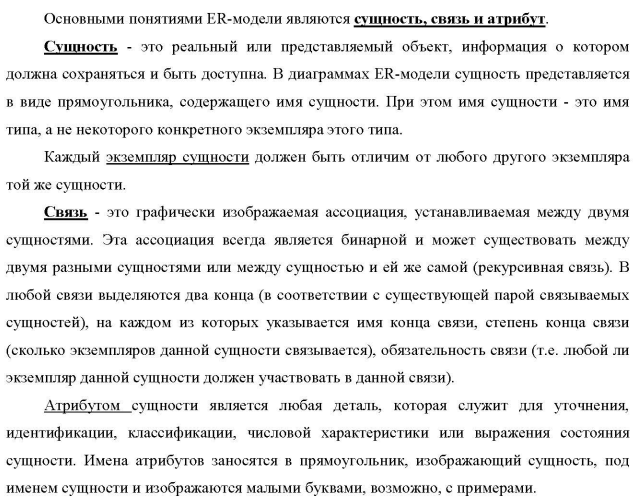 Основными понятиями ER-модели являются сущность, связь и атрибут.
Сущность - это реальный или представляемый объект, информация о котором
должна сохраняться и быть доступна. В диаграммах ER-модели сущность представляется
в виде прямоугольника, содержащего имя сущности. При этом имя сущности - это имя
типа, а не некоторого конкретного экземпляра этого типа.
Каждый экземпляр сущности должен быть отличим от любого другого экземпляра
той же сущности.
Связь - это графически изображаемая ассоциация, устанавливаемая между двумя
сущностями. Эта ассоциация всегда является бинарной и может существовать между
двумя разными сущностями или между сущностью и ей же самой (рекурсивная связь). В
любой связи выделяются два конца (в соответствии с существующей парой связываемых
сущностей), на каждом из которых указывается имя конца связи, степень конца связи
(сколько экземпляров данной сущности связывается), обязательность связи (т.е. любой ли
экземпляр данной сущности должен участвовать в данной связи).
Атрибутом сущности является любая деталь, которая служит для уточнения,
идентификации, классификации, числовой характеристики или выражения состояния
сущности. Имена атрибутов заносятся в прямоугольник, изображающий сущность, под
именем сущности и изображаются малыми буквами, возможно, с примерами.